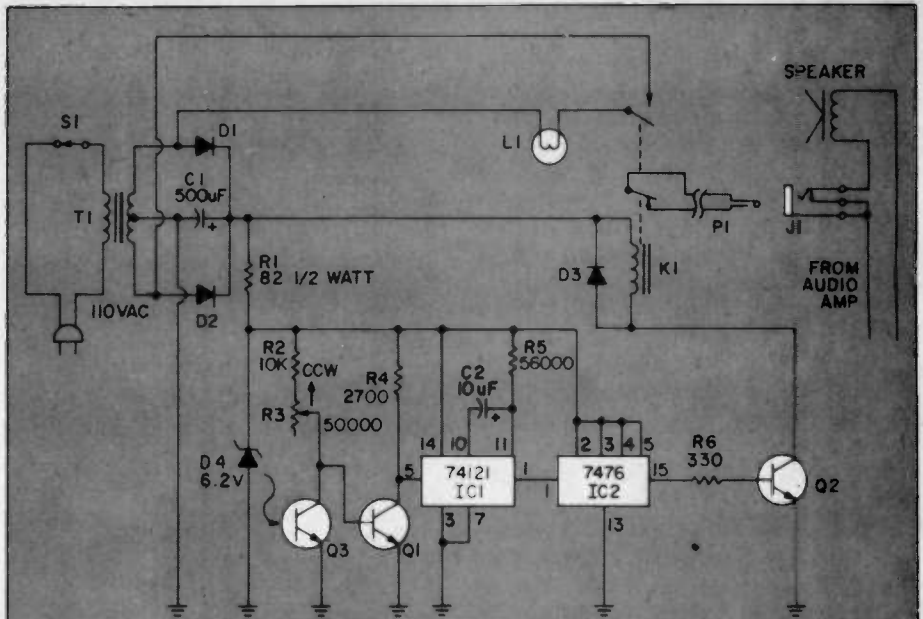 S1
T1
110VAC
D1
C1
500uF
+
D2
R1
82 1/2 WATT
L1
SPEAKER
P1
J1
FROM
AUDIO
AMP
D3
K1
R2
10K
CCW
R3
50000
R4
2700
C2
10uF
+
R5
56000
D4
6.2V
Q3
Q1
14
10
11
5
74121
IC1
1
3
7
2
3
4
5
1
7476
IC2
15
13
R6
330
Q2